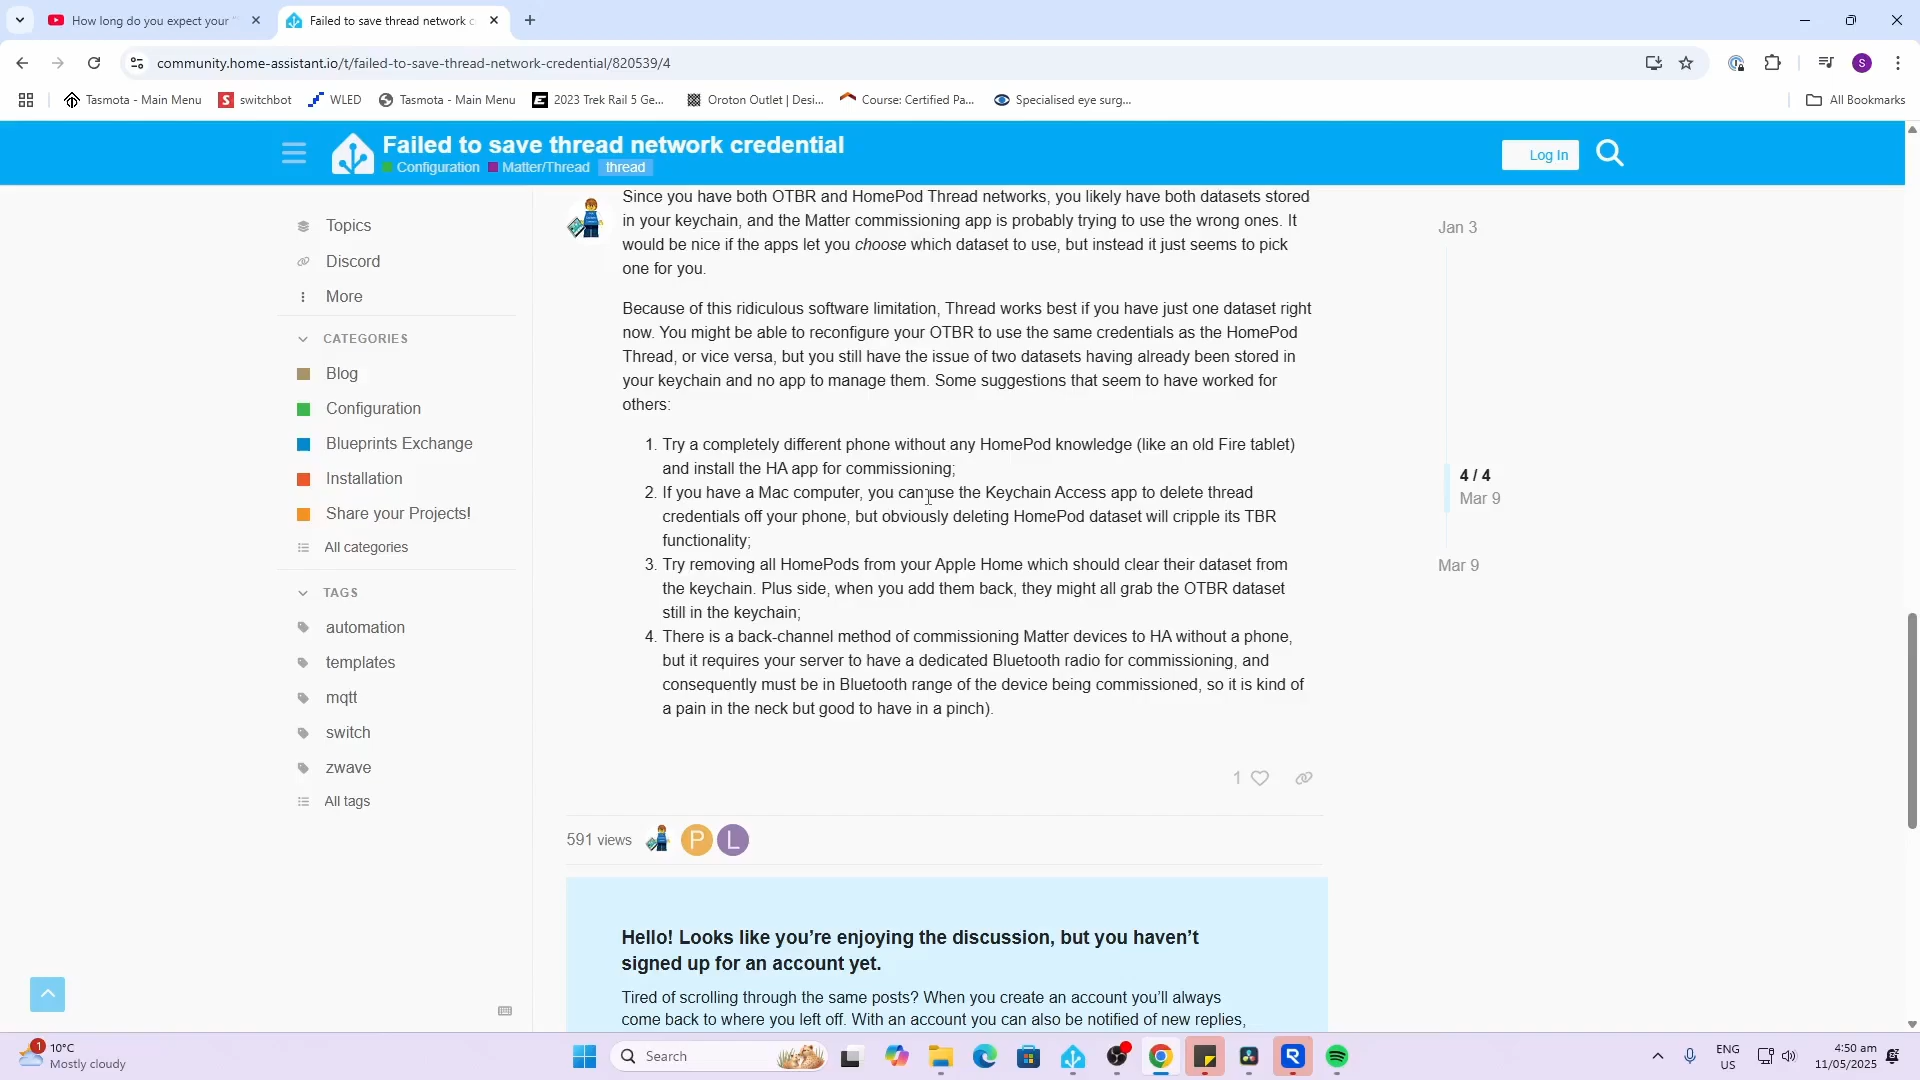 How long do you expect your "
Failed to save thread network c
community.home-assistant.io/t/failed-to-save-thread-network-credential/820539/4
S
Tasmota - Main Menu
switchbot
WLED
Tasmota - Main Menu
2023 Trek Rail 5 Ge...
Oroton Outlet | Desi...
Course: Certified Pa...
Specialised eye surg...
All Bookmarks
Failed to save thread network credential
Configuration Matter/Thread thread
Log In
Topics
Discord
More
CATEGORIES
Blog
Configuration
Blueprints Exchange
Installation
Share your Projects!
All categories
TAGS
automation
templates
mqtt
switch
zwave
All tags
Since you have both OTBR and HomePod Thread networks, you likely have both datasets stored
in your keychain, and the Matter commissioning app is probably trying to use the wrong ones. It
would be nice if the apps let you choose which dataset to use, but instead it just seems to pick
one for you.
Because of this ridiculous software limitation, Thread works best if you have just one dataset right
now. You might be able to reconfigure your OTBR to use the same credentials as the HomePod
Thread, or vice versa, but you still have the issue of two datasets having already been stored in
your keychain and no app to manage them. Some suggestions that seem to have worked for
others:
1. Try a completely different phone without any HomePod knowledge (like an old Fire tablet)
and install the HA app for commissioning;
2. If you have a Mac computer, you can use the Keychain Access app to delete thread
credentials off your phone, but obviously deleting HomePod dataset will cripple its TBR
functionality;
3. Try removing all HomePods from your Apple Home which should clear their dataset from
the keychain. Plus side, when you add them back, they might all grab the OTBR dataset
still in the keychain;
4. There is a back-channel method of commissioning Matter devices to HA without a phone,
but it requires your server to have a dedicated Bluetooth radio for commissioning, and
consequently must be in Bluetooth range of the device being commissioned, so it is kind of
a pain in the neck but good to have in a pinch).
1
591 views
P
L
Jan 3
4 / 4
Mar 9
Mar 9
Hello! Looks like you’re enjoying the discussion, but you haven’t
signed up for an account yet.
Tired of scrolling through the same posts? When you create an account you’ll always
come back to where you left off. With an account you can also be notified of new replies,
1
10°C
Mostly cloudy
Search
R
ENG
US
4:50 am
11/05/2025